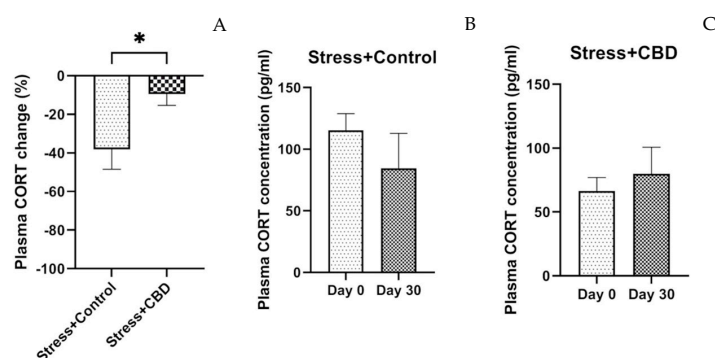 A
*
Plasma CORT change (%)
0
-20
-40
-60
-80
-100
Stress+Control
Stress+CBD
B
Stress+Control
Plasma CORT concentration (pg/ml)
150
100
50
0
Day 0 Day 30
C
Stress+CBD
Plasma CORT concentration (pg/ml)
150
100
50
0
Day 0 Day 30